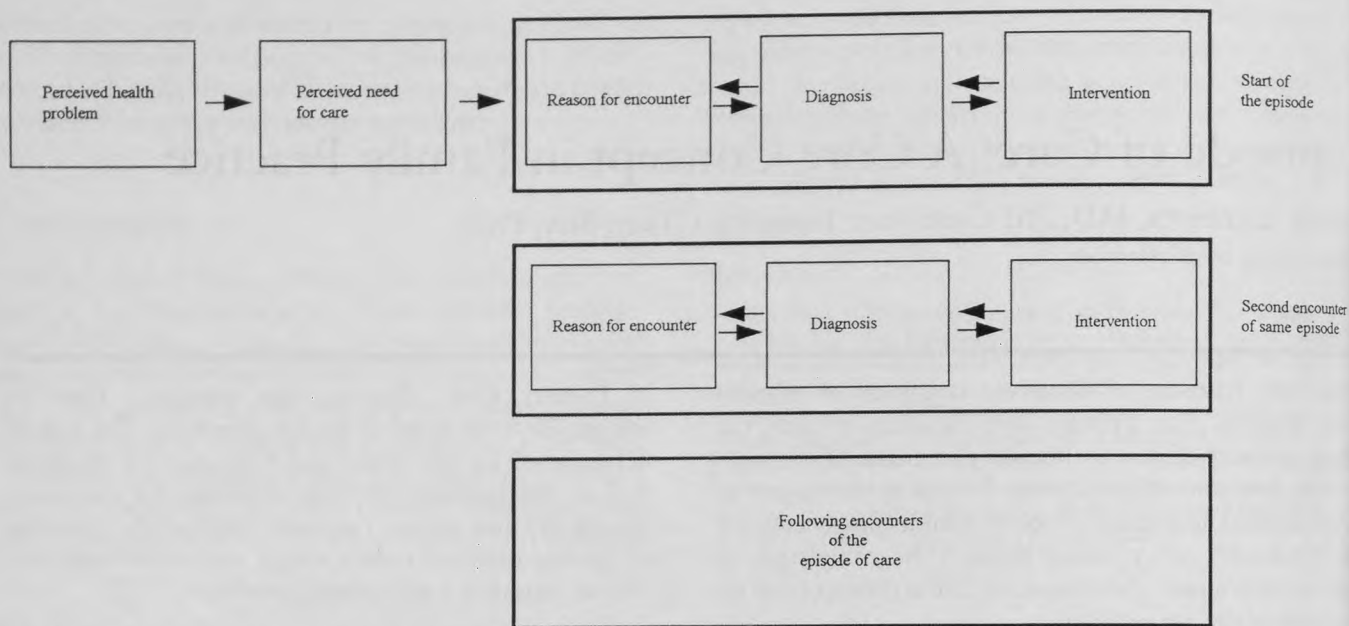 Perceived health
problem
Perceived need
for care
Reason for encounter
Diagnosis
Intervention
Start of
the episode
Reason for encounter
Diagnosis
Intervention
Second encounter
of same episode
Following encounters
of the
episode of care